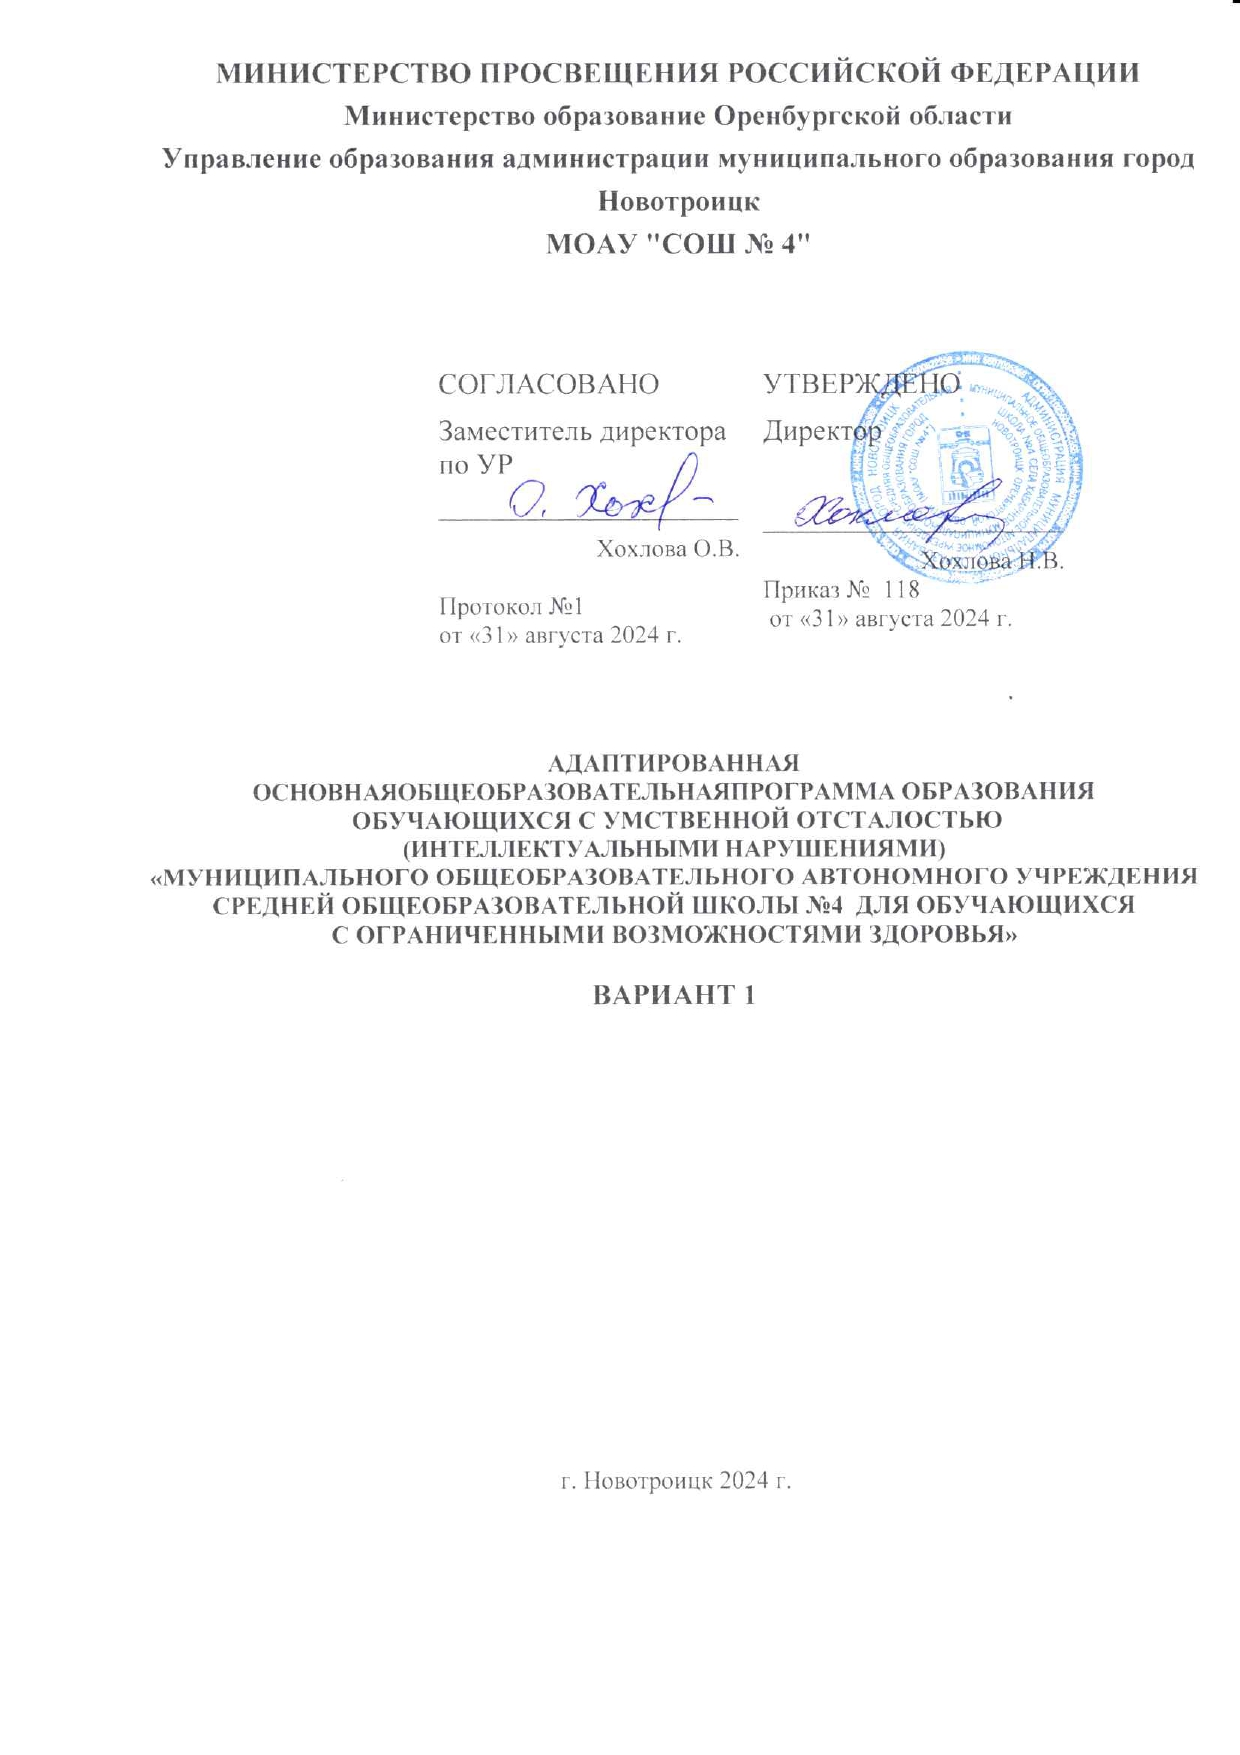 МИНИСТЕРСТВО ПРОСВЕЩЕНИЯ РОССИЙСКОЙ ФЕДЕРАЦИИ
Министерство образование Оренбургской области
Управление образования администрации муниципального образования город
Новотроицк
МОАУ "СОШ № 4"
СОГЛАСОВАНО
Заместитель директора
по УР
О. Хохл
Хохлова О.В.
Протокол №1
от «31» августа 2024 г.
УТВЕРЖДЕНО
Директор
Хохлова Н.В.
Приказ № 118
от «31» августа 2024 г.
АДАПТИРОВАННАЯ
ОСНОВНАЯОБЩЕОБРАЗОВАТЕЛЬНАЯПРОГРАММА ОБРАЗОВАНИЯ
ОБУЧАЮЩИХСЯ С УМСТВЕННОЙ ОТСТАЛОСТЬЮ
(ИНТЕЛЛЕКТУАЛЬНЫМИ НАРУШЕНИЯМИ)
«МУНИЦИПАЛЬНОГО ОБЩЕОБРАЗОВАТЕЛЬНОГО АВТОНОМНОГО УЧРЕЖДЕНИЯ
СРЕДНЕЙ ОБЩЕОБРАЗОВАТЕЛЬНОЙ ШКОЛЫ №4 ДЛЯ ОБУЧАЮЩИХСЯ
С ОГРАНИЧЕННЫМИ ВОЗМОЖНОСТЯМИ ЗДОРОВЬЯ»
ВАРИАНТ 1
г. Новотроицк 2024 г.